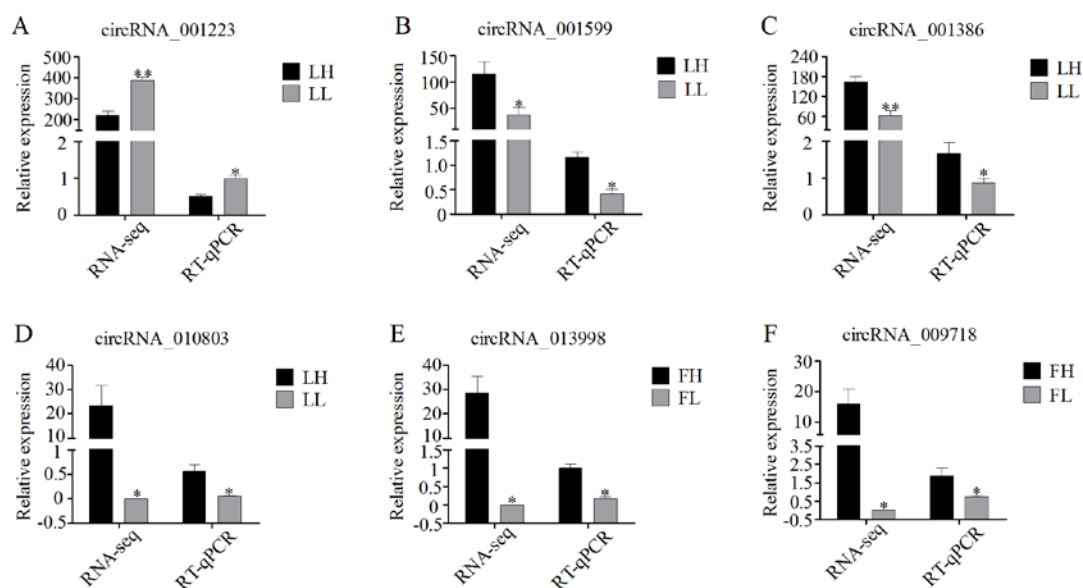 A
circRNA_001223
Relative expression
500
400
300
200
2
1
0
**
*
LH
LL
RNA-seq
RT-qPCR
B
circRNA_001599
Relative expression
150
100
50
1.5
1.0
0.5
0
*
*
LH
LL
RNA-seq
RT-qPCR
C
circRNA_001386
Relative expression
240
180
120
60
2
1
0
**
*
LH
LL
RNA-seq
RT-qPCR
D
circRNA_010803
Relative expression
40
30
20
10
1
0.5
0
-0.5
*
*
LH
LL
RNA-seq
RT-qPCR
E
circRNA_013998
Relative expression
40
30
20
10
1.5
1
0.5
0
-0.5
*
*
FH
FL
RNA-seq
RT-qPCR
F
circRNA_009718
Relative expression
30
20
10
3.5
2.5
1.5
0.5
-0.5
*
*
FH
FL
RNA-seq
RT-qPCR